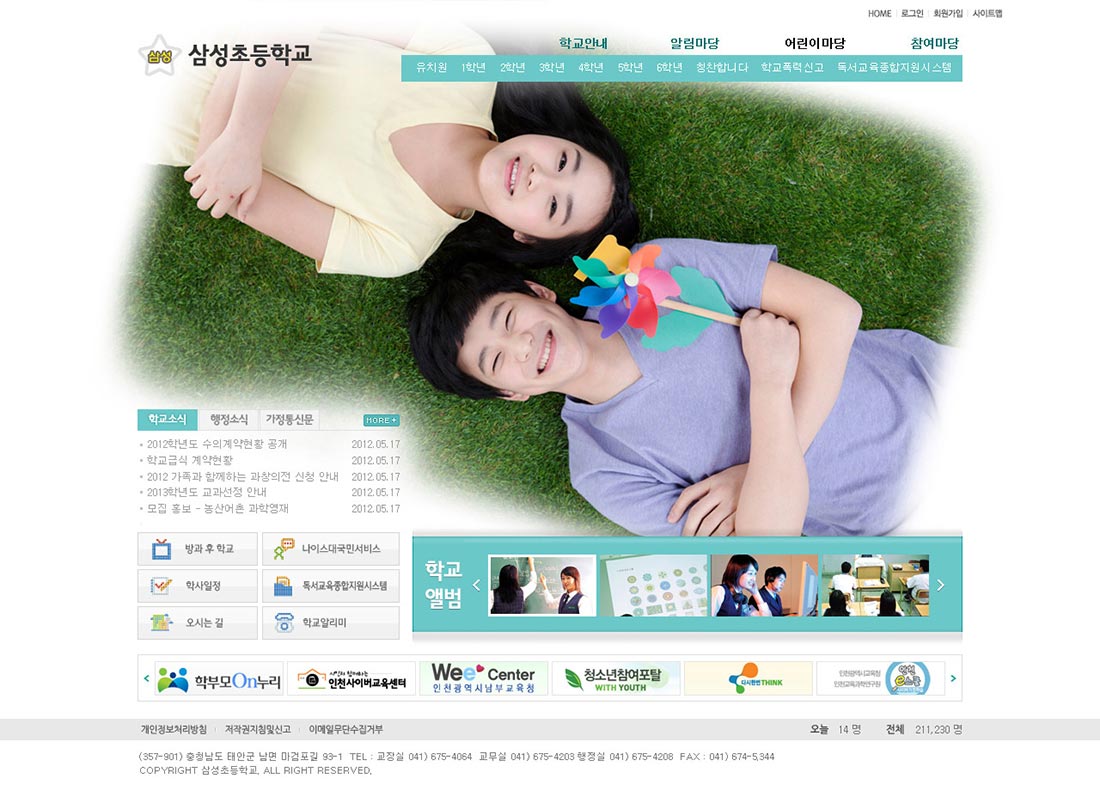 HOME 로그인 회원가입 사이트맵
삼성 삼성초등학교
학교안내 알림마당 어린이마당 참여마당
유치원 1학년 2학년 3학년 4학년 5학년 6학년 칭찬합니다 학교폭력신고 독서교육종합지원시스템
학교소식 행정소식 가정통신문 MORE +
2012학년도 수의계약현황 공개 2012.05.17
학교급식 계약현황 2012.05.17
2012 가족과 함께하는 과창의전 신청 안내 2012.05.17
2013학년도 교과선정 안내 2012.05.17
모집 홍보 - 농산어촌 과학영재 2012.05.17
방과 후 학교 나이스대국민서비스
학사일정 독서교육종합지원시스템
오시는 길 학교알리미
학교
앨범
학부모On누리
시민과 함께하는
인천사이버교육센터
Wee Center
인천광역시남부교육청
청소년참여포탈
WITH YOUTH
다시한번THINK
인천광역시교육청
인천교육과학연구원
인천
e스쿨
개인정보처리방침 저작권지침및신고 이메일무단수집거부 오늘 14 명 전체 211,230 명
(357-901) 충청남도 태안군 남면 마검포길 93-1 TEL : 교장실 041) 675-4064 교무실 041) 675-4203 행정실 041) 675-4208 FAX : 041) 674-5,344
COPYRIGHT 삼성초등학교. ALL RIGHT RESERVED.